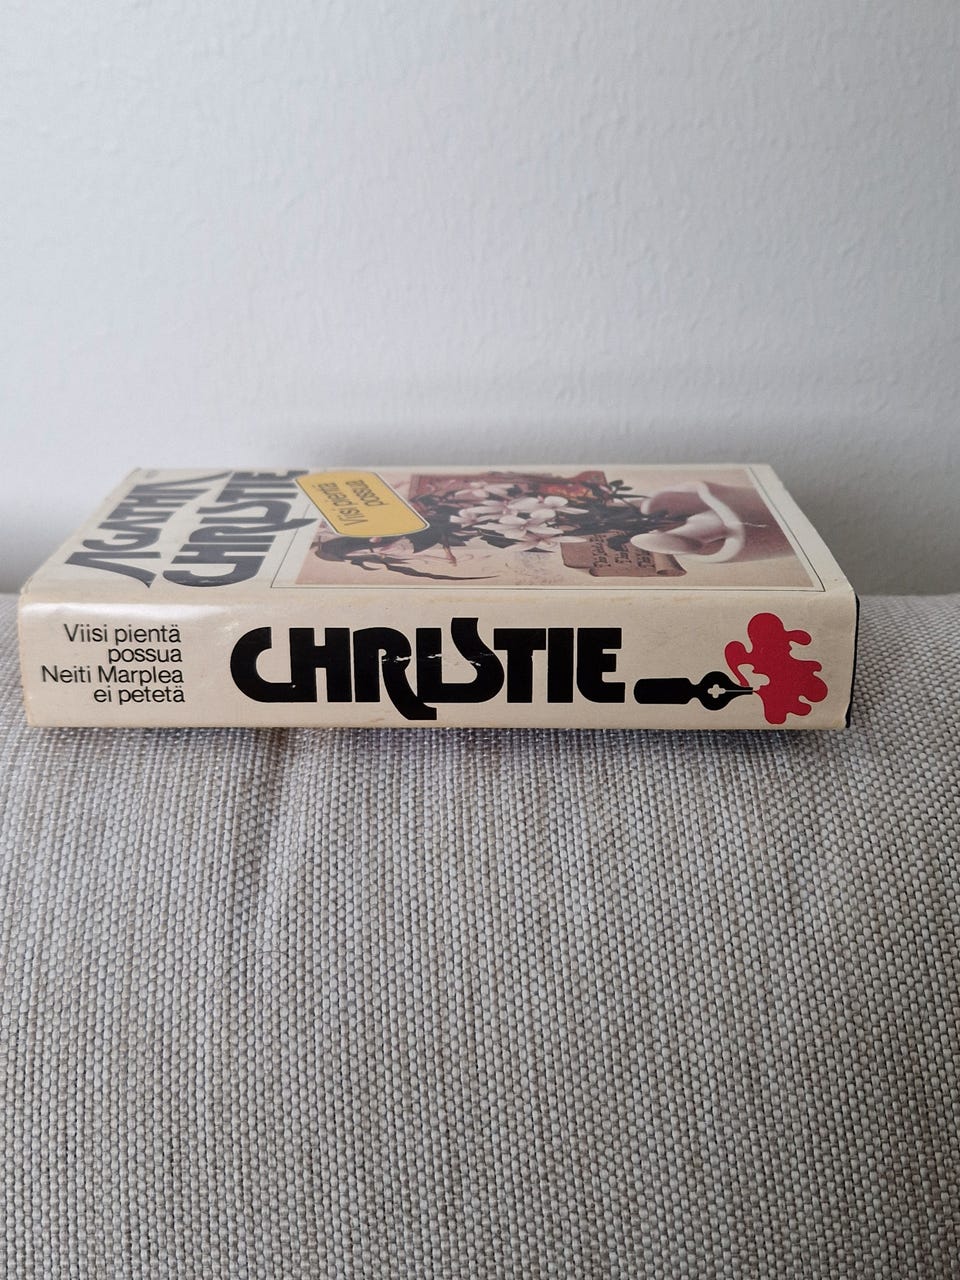 AGATHA
CHRISTIE
Viisi pientä
possua
Viisi pientä
possua
Neiti Marplea
ei petetä
CHRISTIE